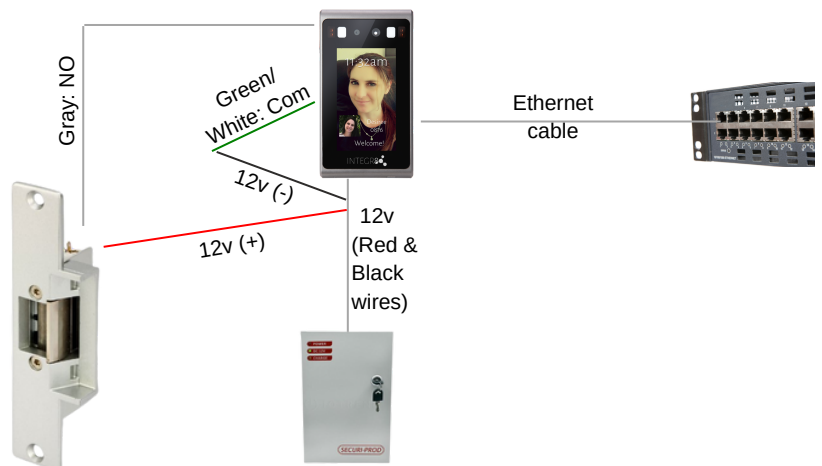 11:32am
Welcome!
INTEGR
Gray: NO
Green/
White: Com
12v (-)
12v (+)
12v
(Red &
Black
wires)
Ethernet
cable
POWER
SECURI-PROD